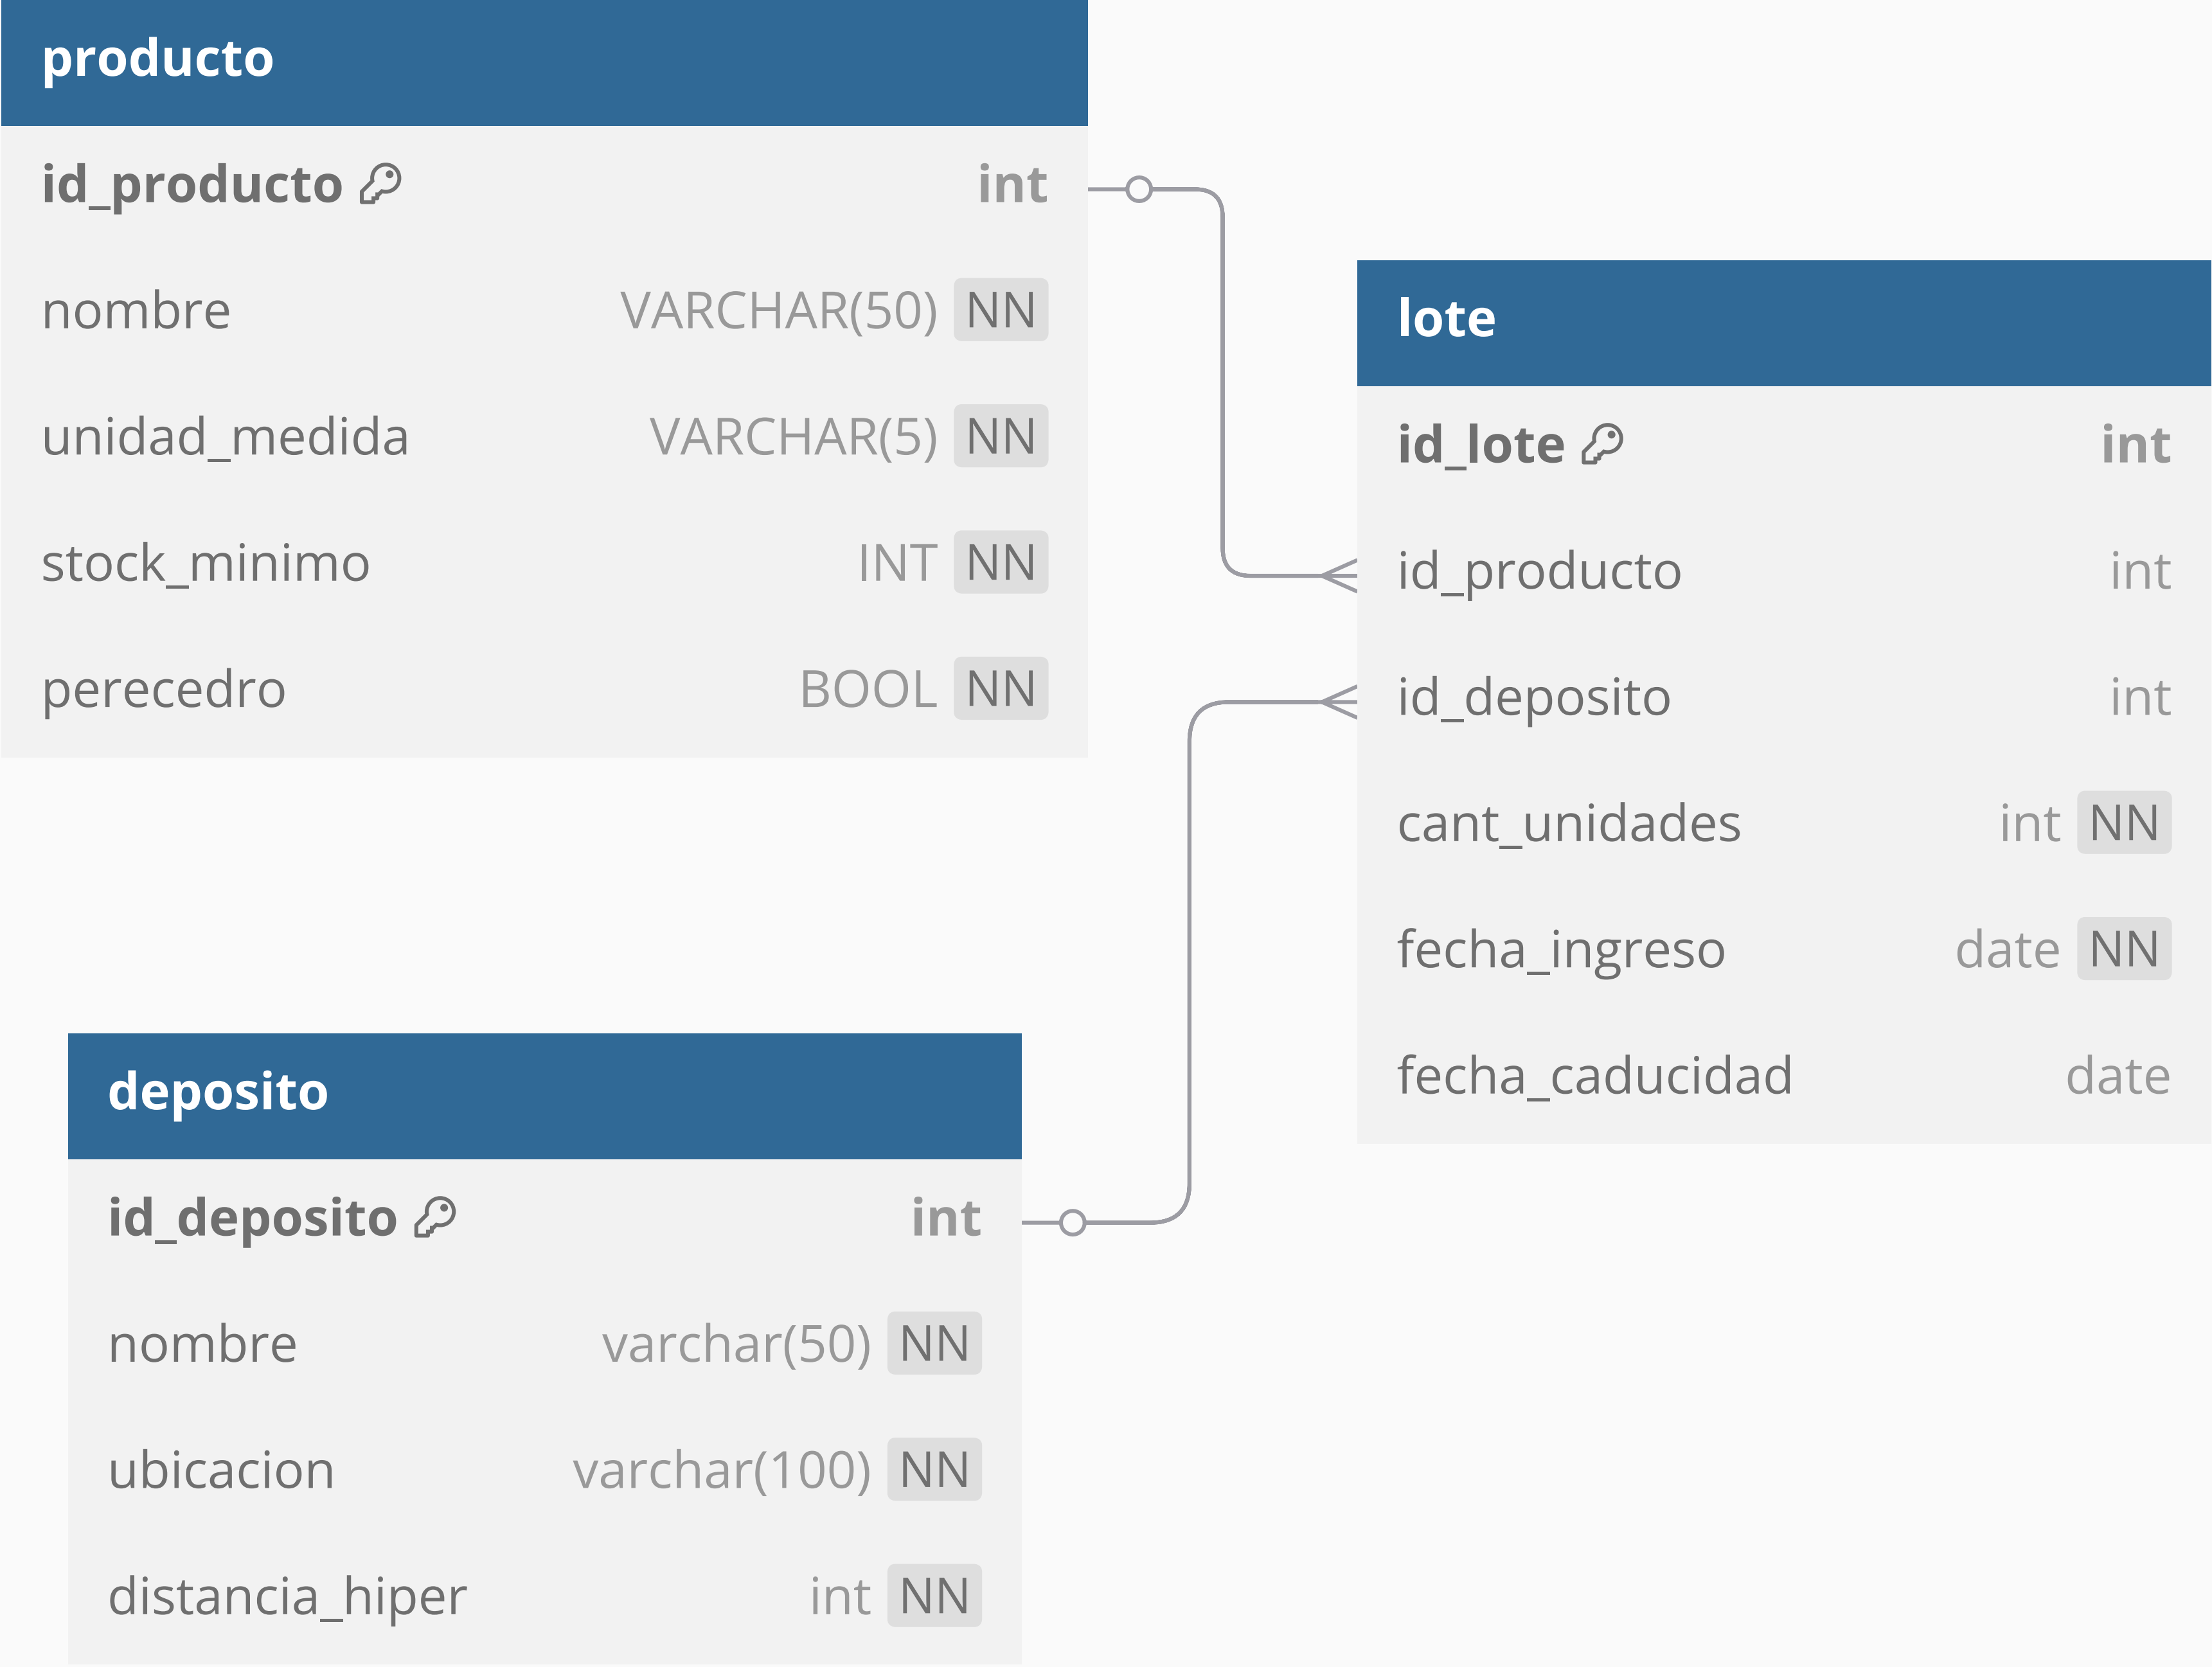 producto
id_producto int
nombre VARCHAR(50) NN
unidad_medida VARCHAR(5) NN
stock_minimo INT NN
perecedro BOOL NN
lote
id_lote int
id_producto int
id_deposito int
cant_unidades int NN
fecha_ingreso date NN
fecha_caducidad date
deposito
id_deposito int
nombre varchar(50) NN
ubicacion varchar(100) NN
distancia_hiper int NN